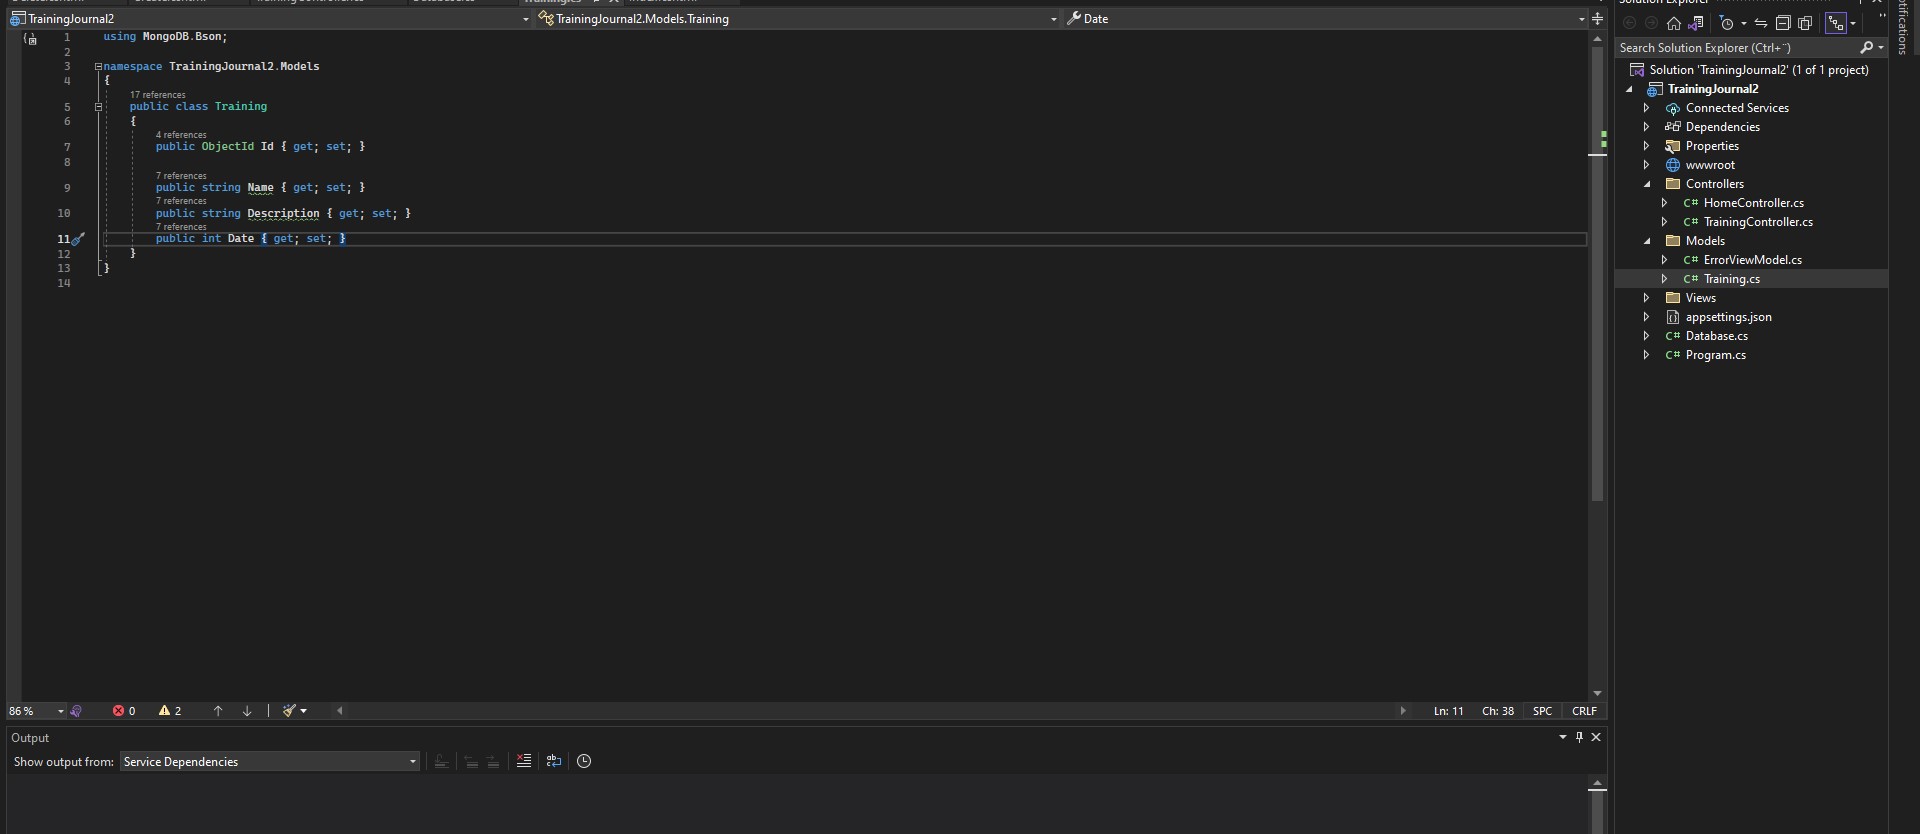 Solution Explorer
Notifications
TrainingJournal2
TrainingJournal2.Models.Training
Date
1 using MongoDB.Bson;
2
3 namespace TrainingJournal2.Models
4 {
17 references
5 public class Training
6 {
4 references
7 public ObjectId Id { get; set; }
8
7 references
9 public string Name { get; set; }
7 references
10 public string Description { get; set; }
7 references
11 public int Date { get; set; }
12 }
13 }
14
86 %
0
2
Ln: 11 Ch: 38 SPC CRLF
Output
Show output from: Service Dependencies
Search Solution Explorer (Ctrl+¨)
Solution 'TrainingJournal2' (1 of 1 project)
TrainingJournal2
Connected Services
Dependencies
Properties
wwwroot
Controllers
C# HomeController.cs
C# TrainingController.cs
Models
C# ErrorViewModel.cs
C# Training.cs
Views
appsettings.json
C# Database.cs
C# Program.cs